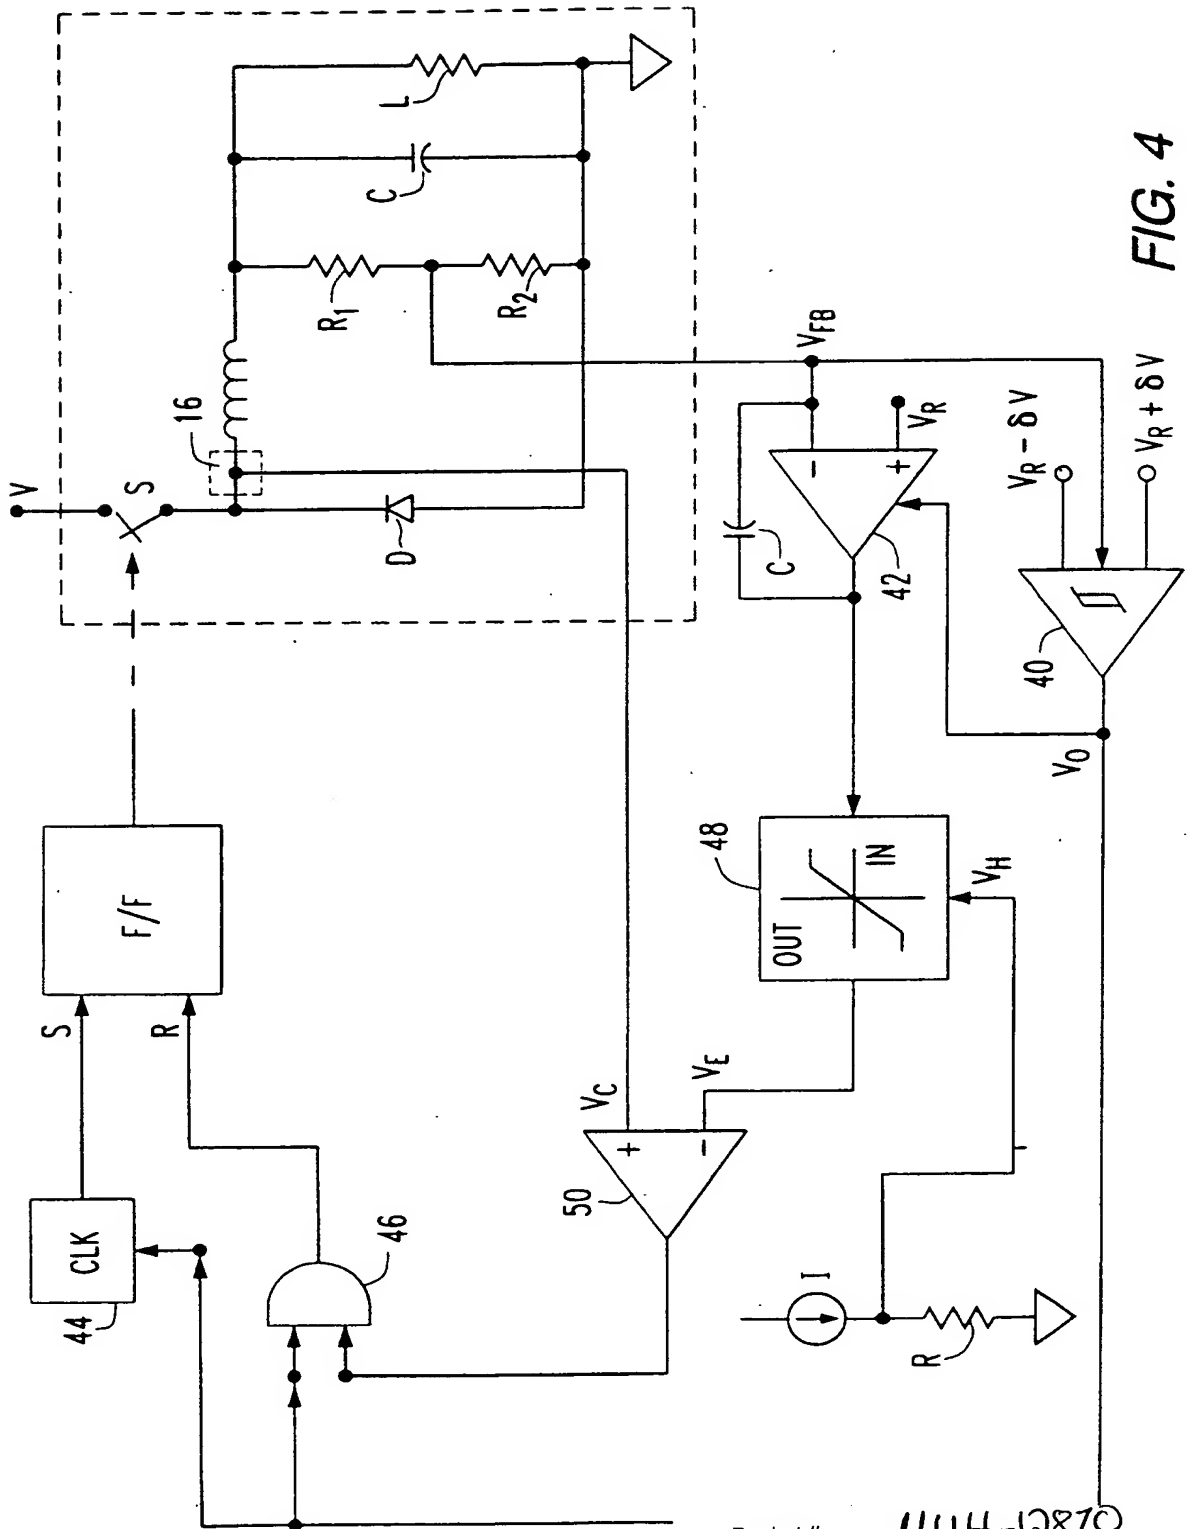 V
S
16
L
C
R1
R2
D
FIG. 4
F/F
S
R
CLK
44
46
50
+
-
VC
VE
48
OUT
IN
VH
I
R
VFB
-
+
VR
C
42
VR - δV
VR + δV
40
VO